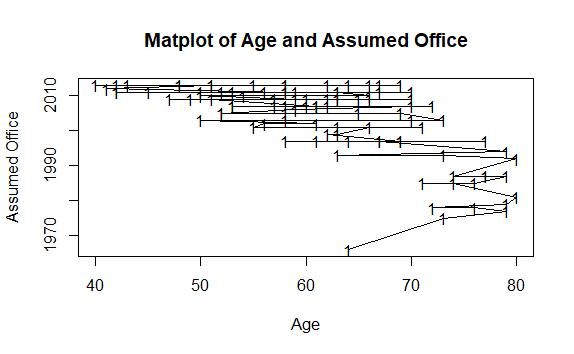 Matplot of Age and Assumed Office
Assumed Office
2010
1990
1970
40 50 60 70 80
Age